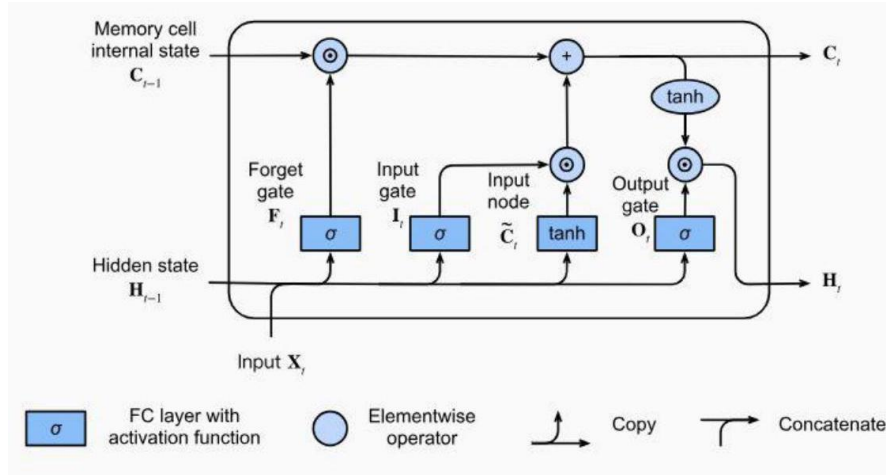 Memory cell
internal state
C_{t-1}
⊙
+
C_t
tanh
Forget
gate
F_t
Input
gate
I_t
Input
node
C̃_t
⊙
Output
gate
O_t
⊙
σ
σ
tanh
σ
Hidden state
H_{t-1}
H_t
Input X_t
σ
FC layer with
activation function
Elementwise
operator
Copy
Concatenate